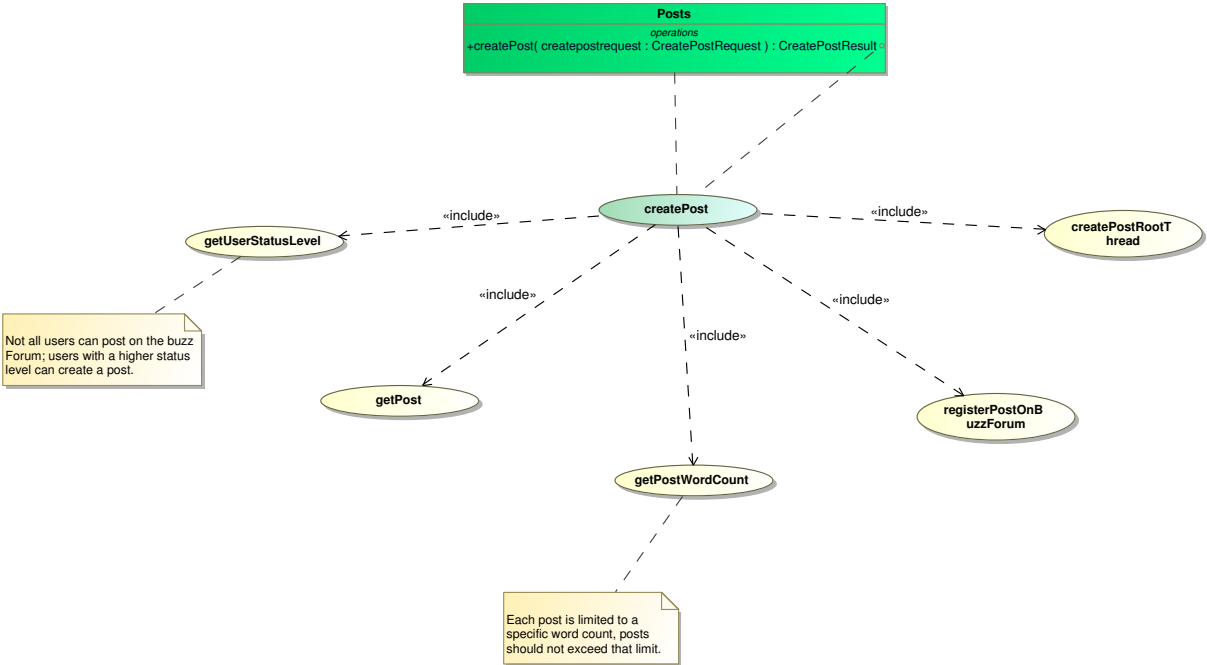 Posts
operations
+createPost( createpostrequest : CreatePostRequest ) : CreatePostResult
createPost
«include»
«include»
getUserStatusLevel
createPostRootT
hread
«include»
«include»
«include»
Not all users can post on the buzz
Forum; users with a higher status
level can create a post.
getPost
registerPostOnB
uzzForum
getPostWordCount
Each post is limited to a
specific word count, posts
should not exceed that limit.